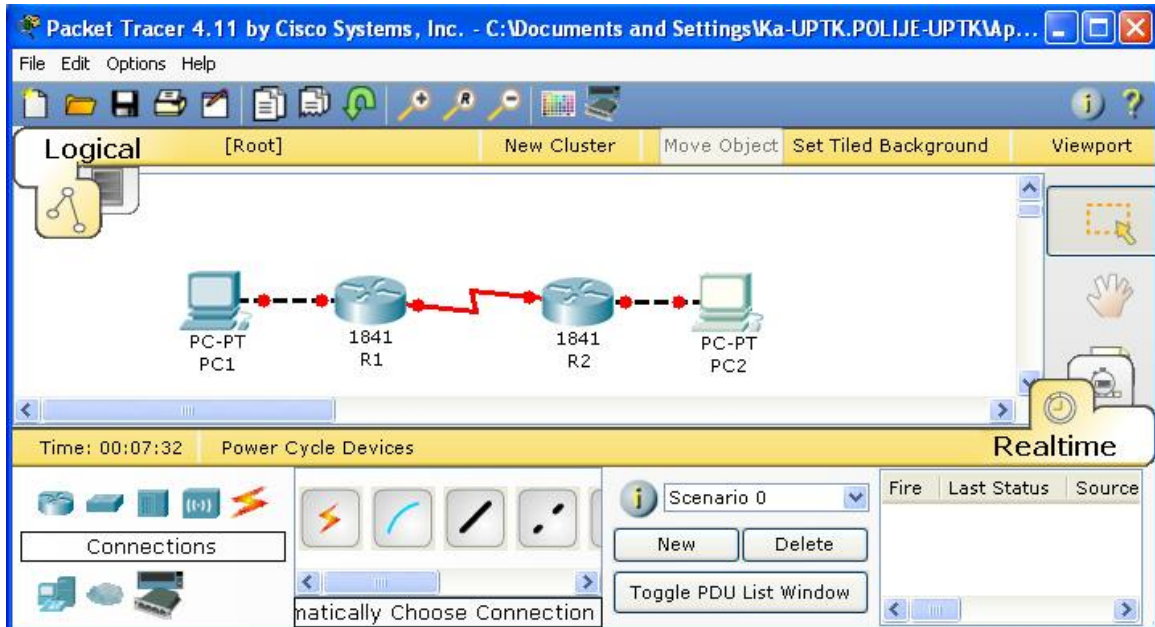 Packet Tracer 4.11 by Cisco Systems, Inc. - C:\Documents and Settings\Ka-UPTK.POLIJE-UPTK\Ap...
File Edit Options Help
Logical [Root] New Cluster Move Object Set Tiled Background Viewport
PC-PT
PC1
1841
R1
1841
R2
PC-PT
PC2
Time: 00:07:32 Power Cycle Devices Realtime
Scenario 0
Fire Last Status Source
Connections
New Delete
Toggle PDU List Window
matically Choose Connection